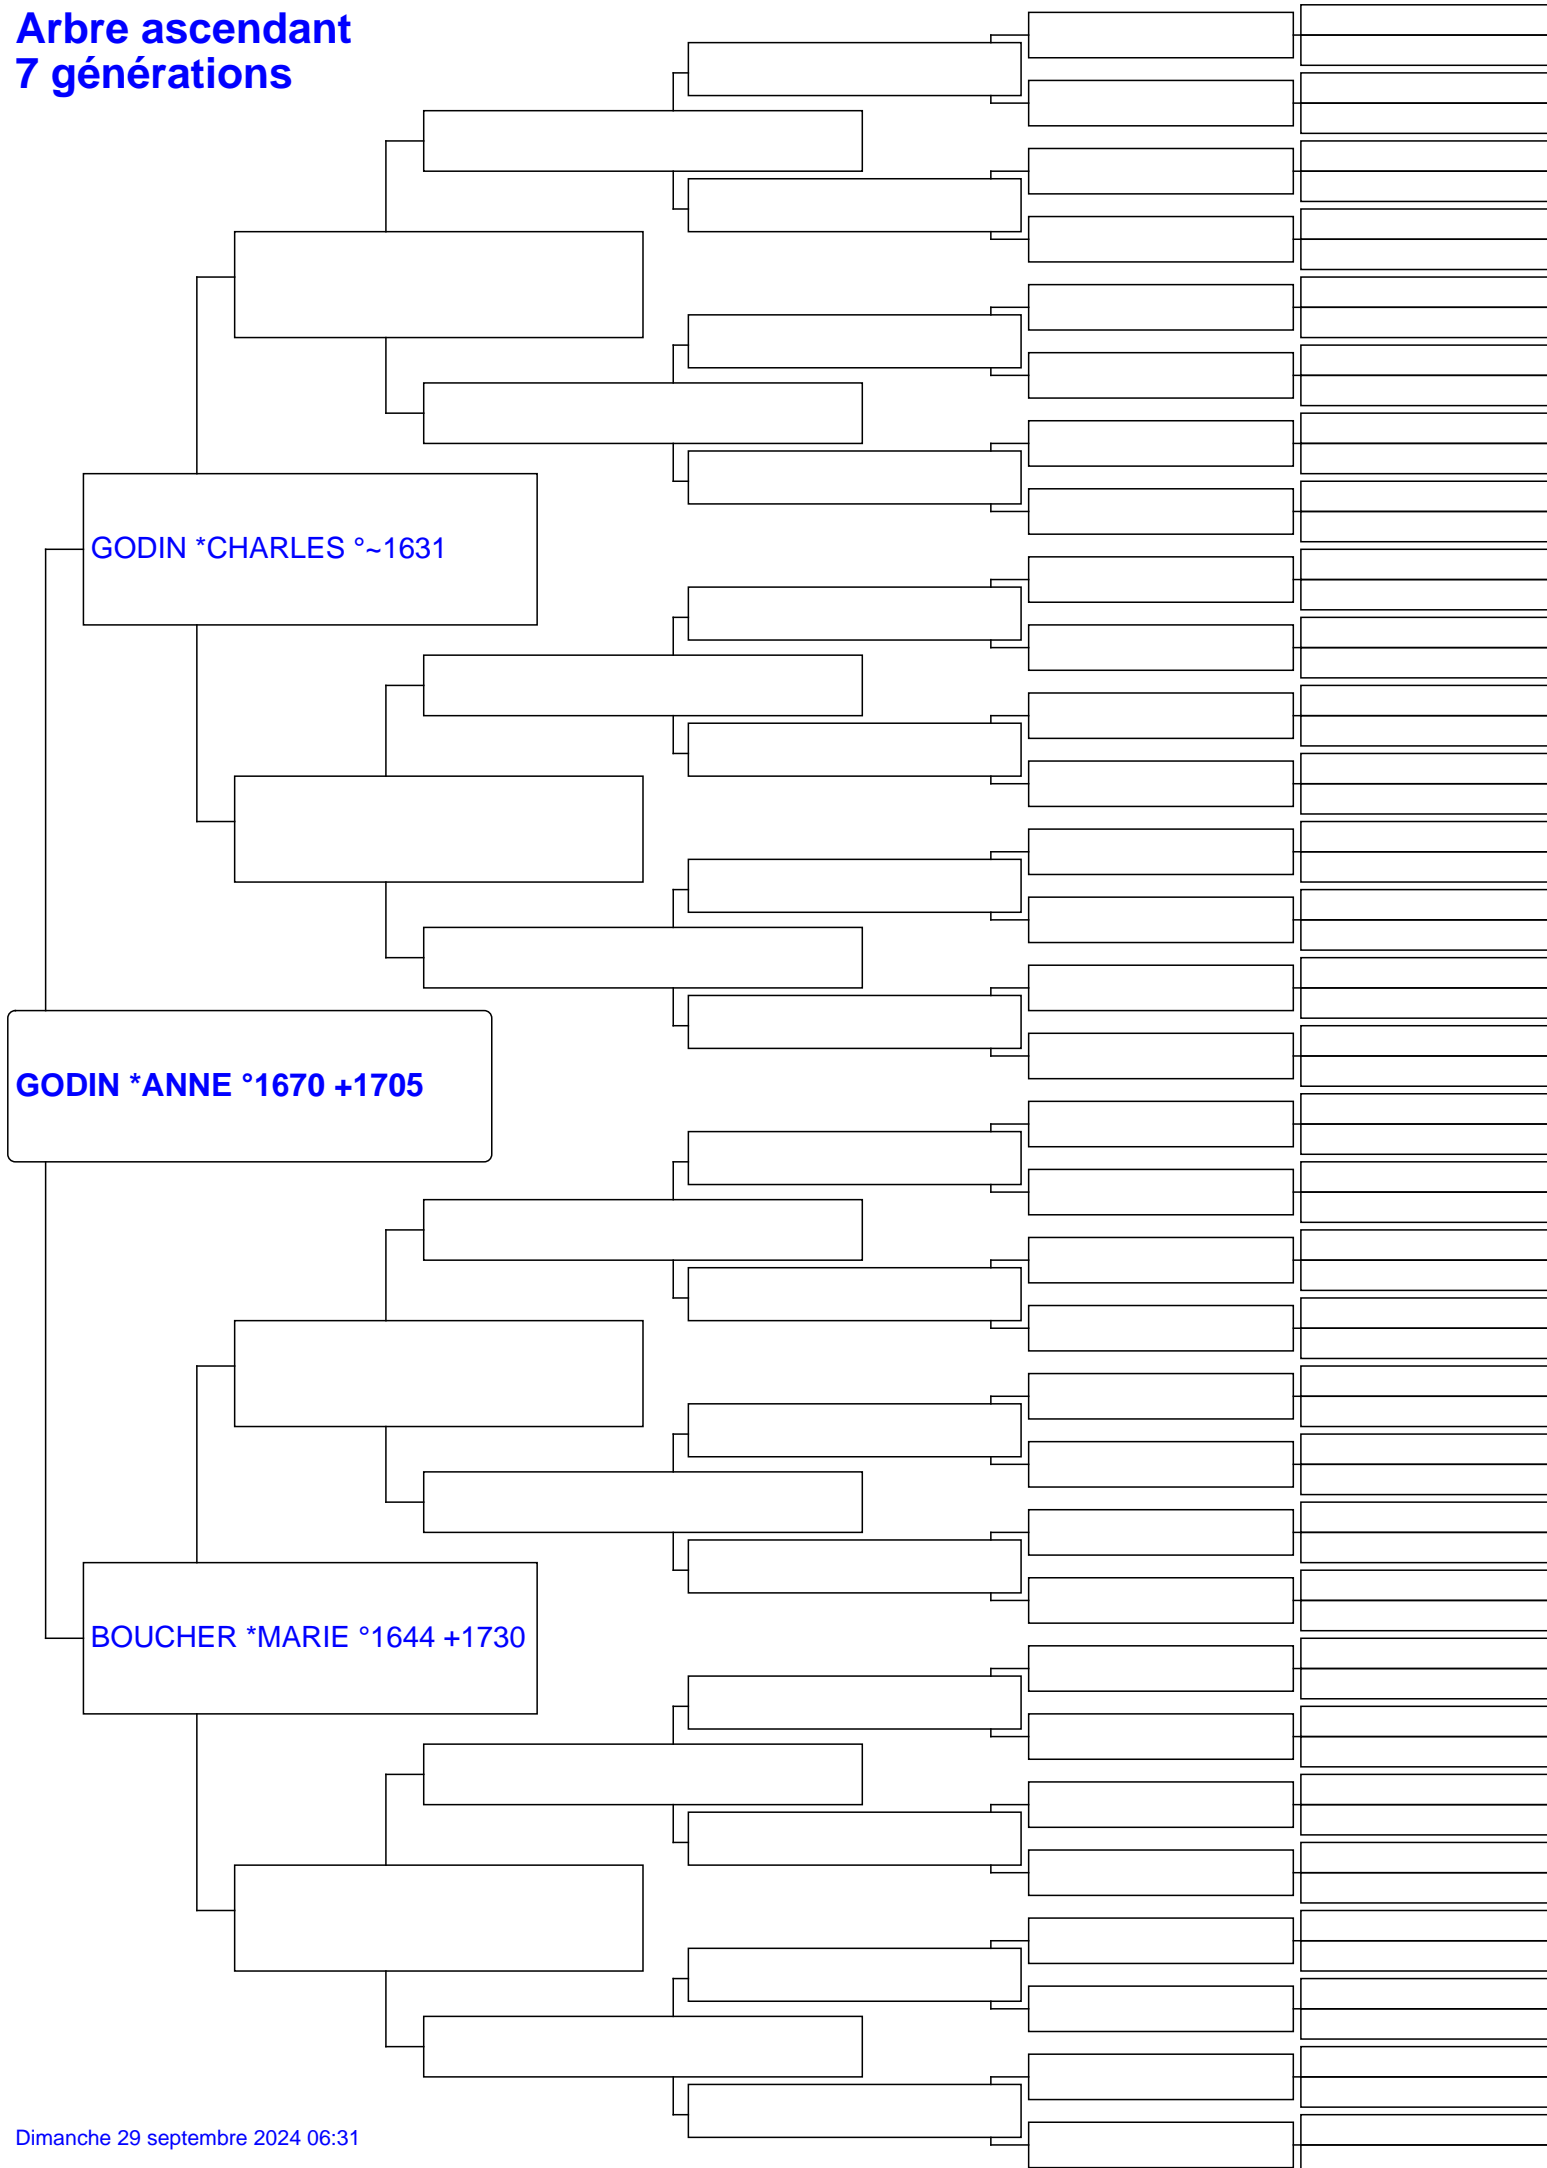 Arbre ascendant
7 générations
GODIN *CHARLES °~1631
GODIN *ANNE °1670 +1705
BOUCHER *MARIE °1644 +1730
Dimanche 29 septembre 2024 06:31